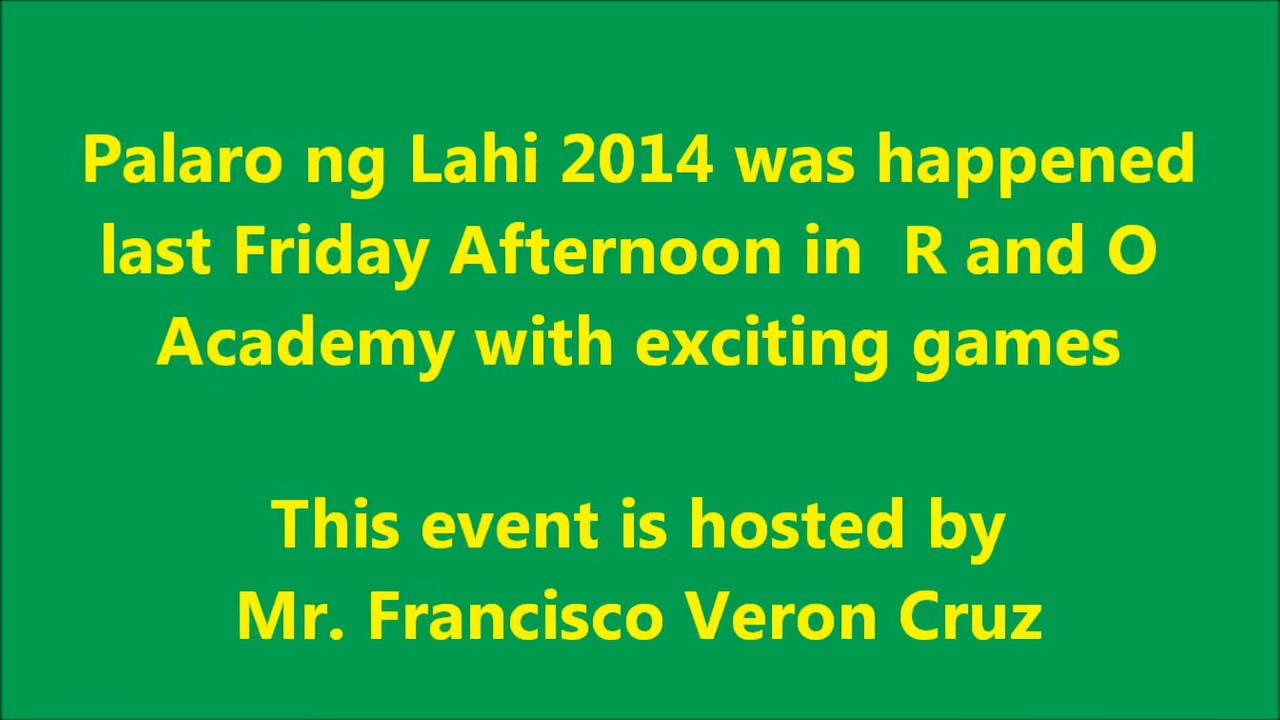 Palaro ng Lahi 2014 was happened
last Friday Afternoon in  R and O
Academy with exciting games
This event is hosted by
Mr. Francisco Veron Cruz